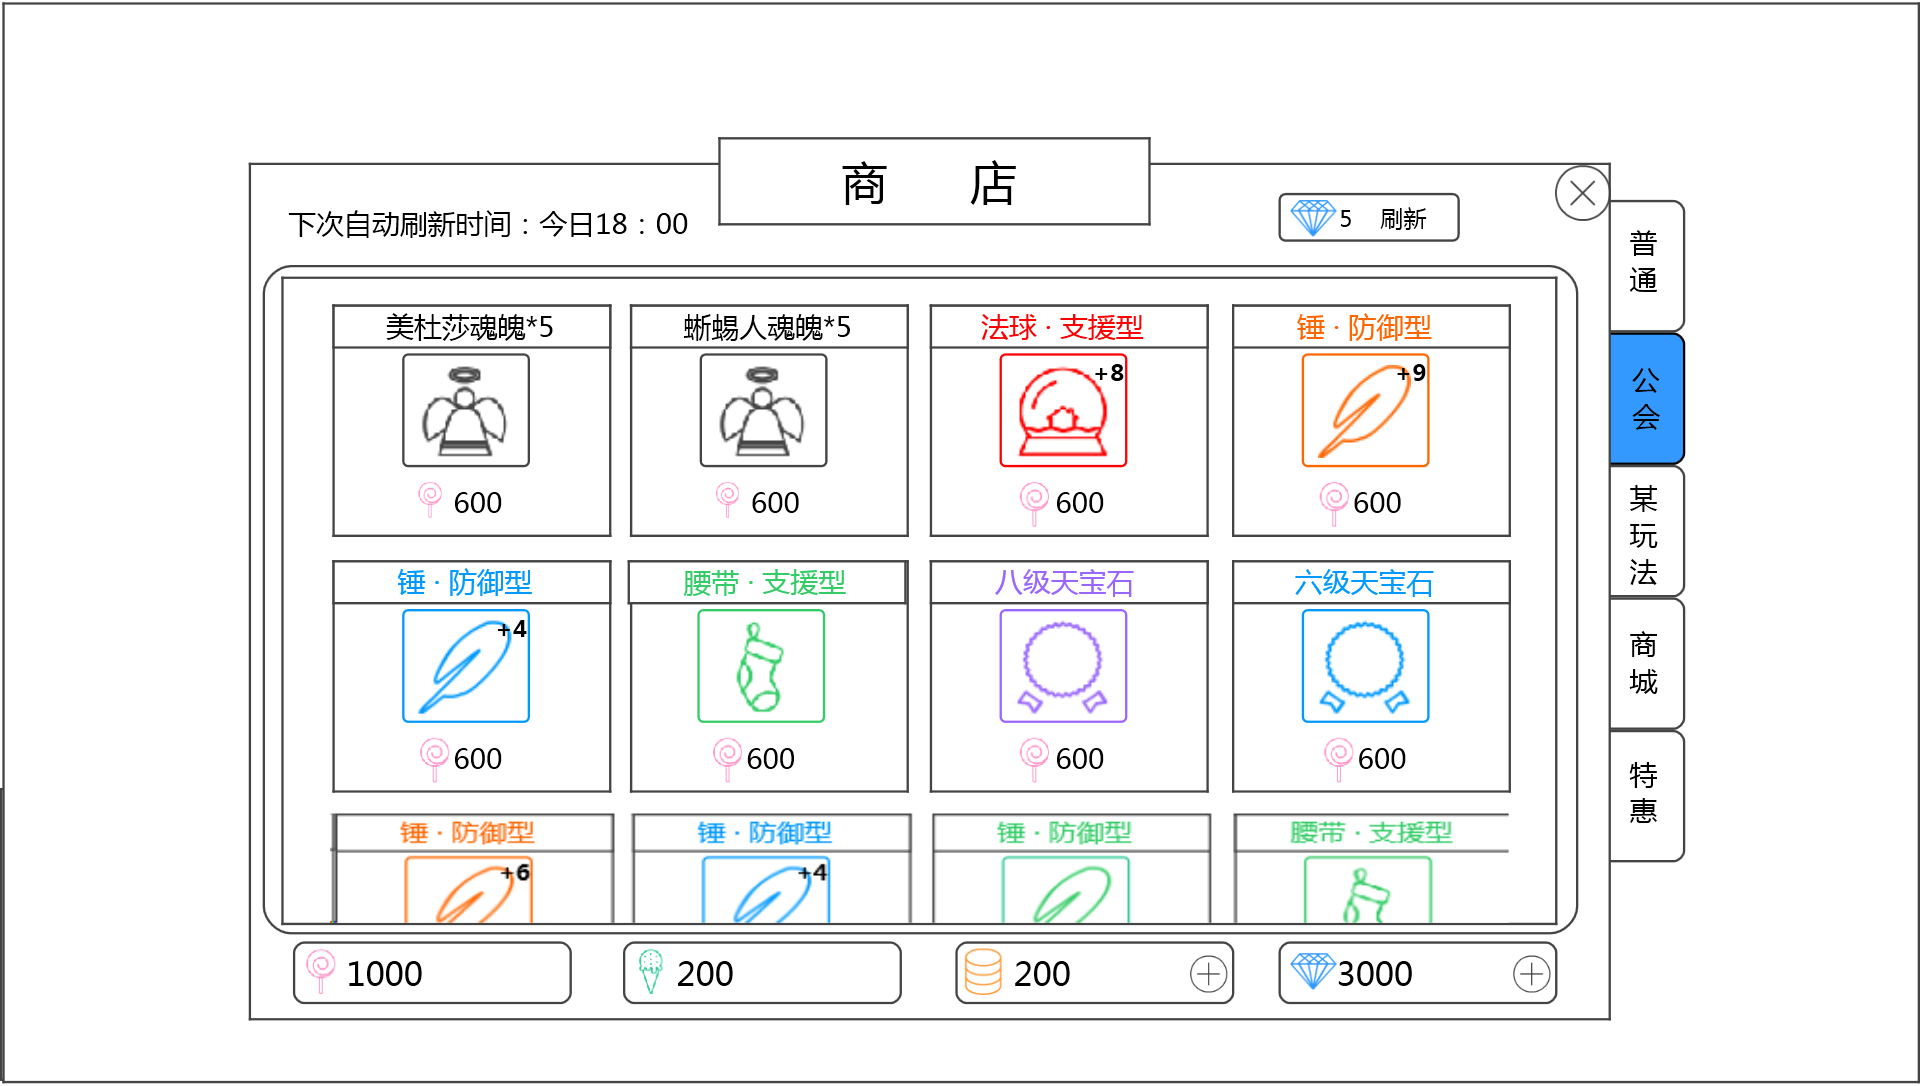 商 店
下次自动刷新时间：今日18：00
5 刷新
美杜莎魂魄*5
蜥蜴人魂魄*5
法球·支援型
锤·防御型
+8
+9
600
600
600
600
锤·防御型
腰带·支援型
八级天宝石
六级天宝石
+4
600
600
600
600
锤·防御型
锤·防御型
锤·防御型
腰带·支援型
+6
+4
1000
200
200
3000
普通
公会
某玩法
商城
特惠